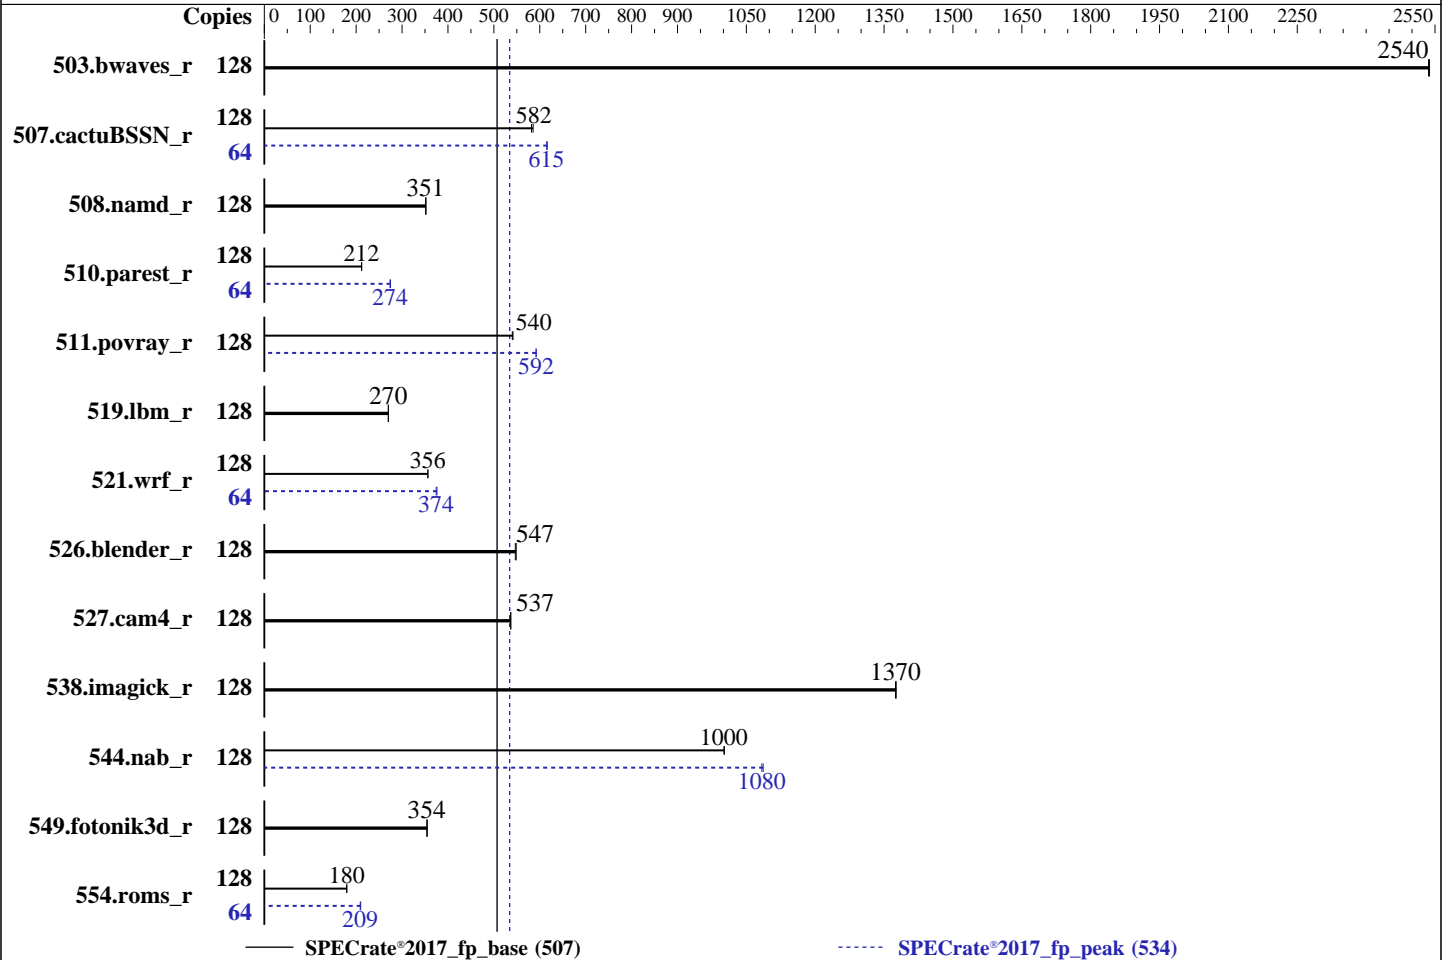 Copies 0 100 200 300 400 500 600 700 800 900 1050 1200 1350 1500 1650 1800 1950 2100 2250 2550
503.bwaves_r 128 2540
507.cactuBSSN_r 128 582
64 615
508.namd_r 128 351
510.parest_r 128 212
64 274
511.povray_r 128 540
592
519.lbm_r 128 270
521.wrf_r 128 356
64 374
526.blender_r 128 547
527.cam4_r 128 537
538.imagick_r 128 1370
544.nab_r 128 1000
1080
549.fotonik3d_r 128 354
554.roms_r 128 180
64 209
SPECrate®2017_fp_base (507) SPECrate®2017_fp_peak (534)